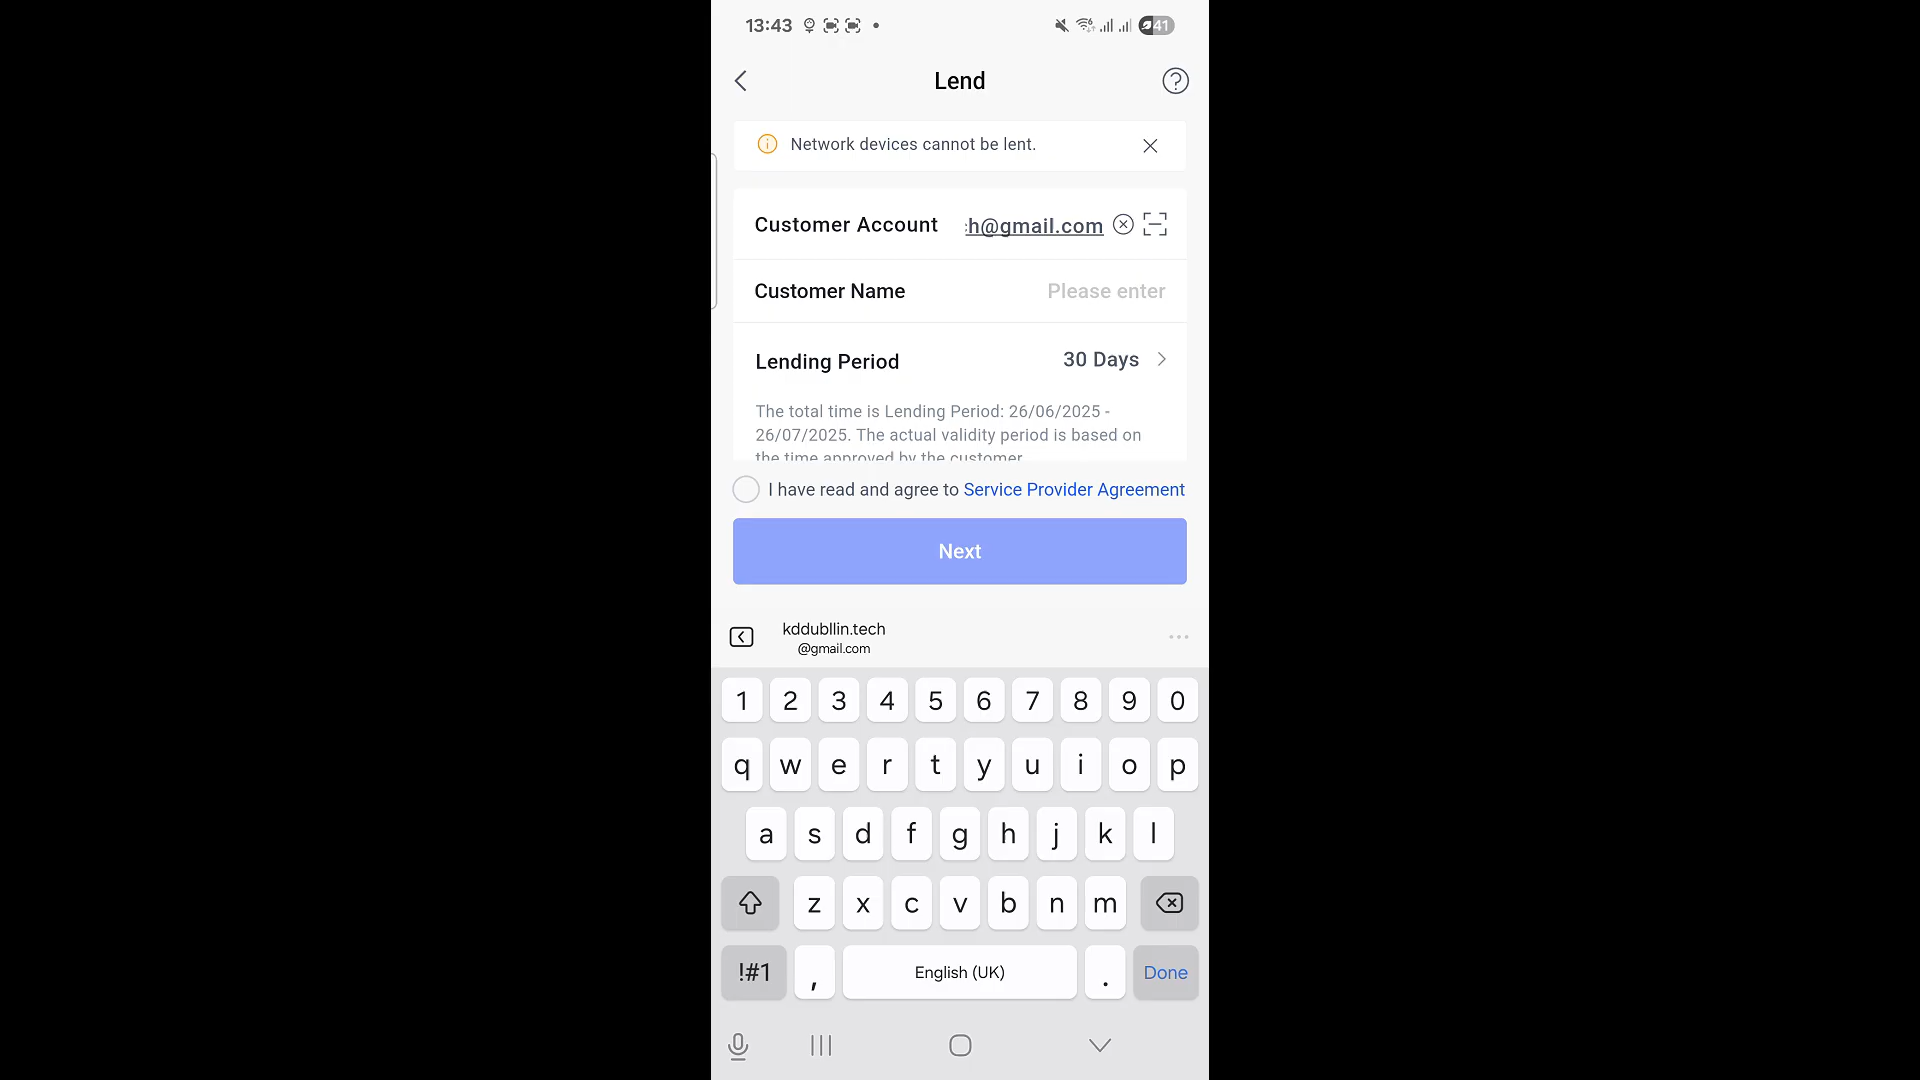 13:43
41
Lend
Network devices cannot be lent.
Customer Account
h@gmail.com
Customer Name
Please enter
Lending Period
30 Days
The total time is Lending Period: 26/06/2025 -
26/07/2025. The actual validity period is based on
the time approved by the customer
I have read and agree to Service Provider Agreement
Next
kddubllin.tech
@gmail.com
1 2 3 4 5 6 7 8 9 0
q w e r t y u i o p
a s d f g h j k l
z x c v b n m
!#1 , English (UK) . Done